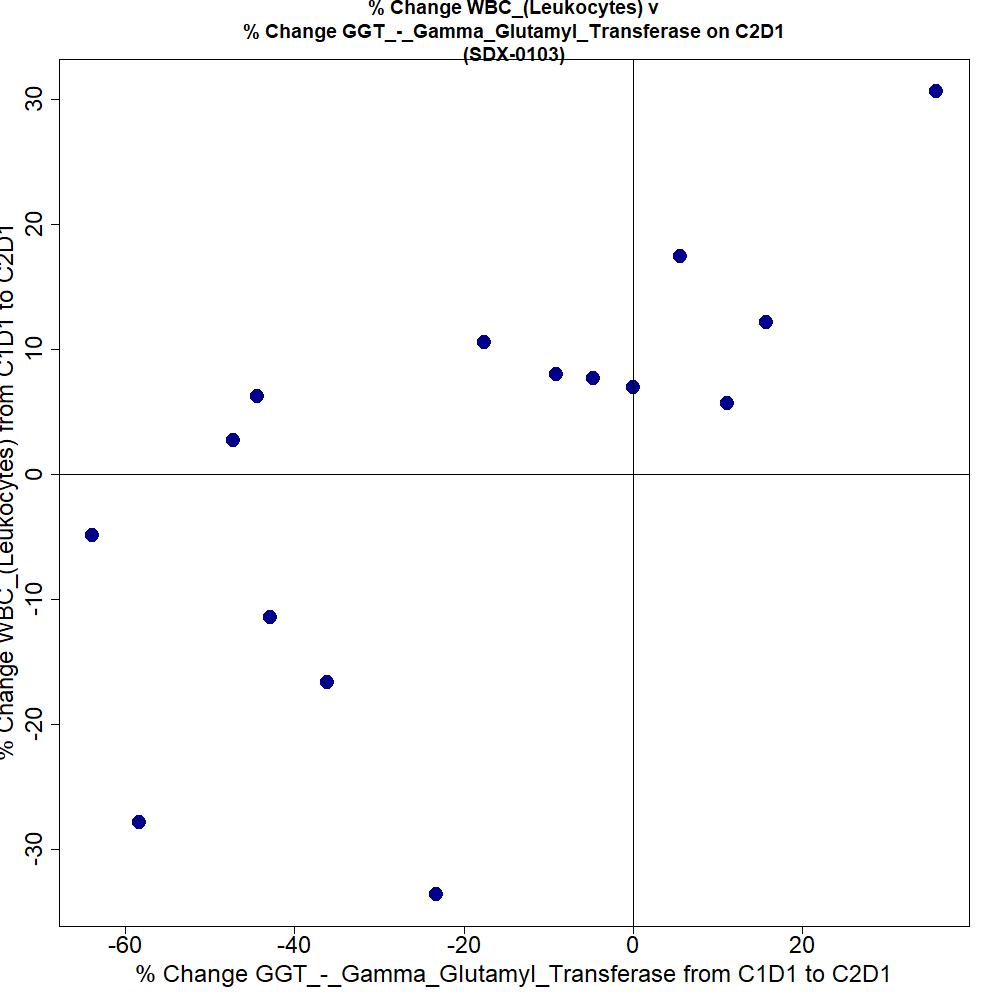 % Change WBC_(Leukocytes) v
% Change GGT_-_Gamma_Glutamyl_Transferase on C2D1
(SDX-0103)
% Change WBC_(Leukocytes) from C1D1 to C2D1
30
20
10
0
-10
-20
-30
-60 -40 -20 0 20
% Change GGT_-_Gamma_Glutamyl_Transferase from C1D1 to C2D1